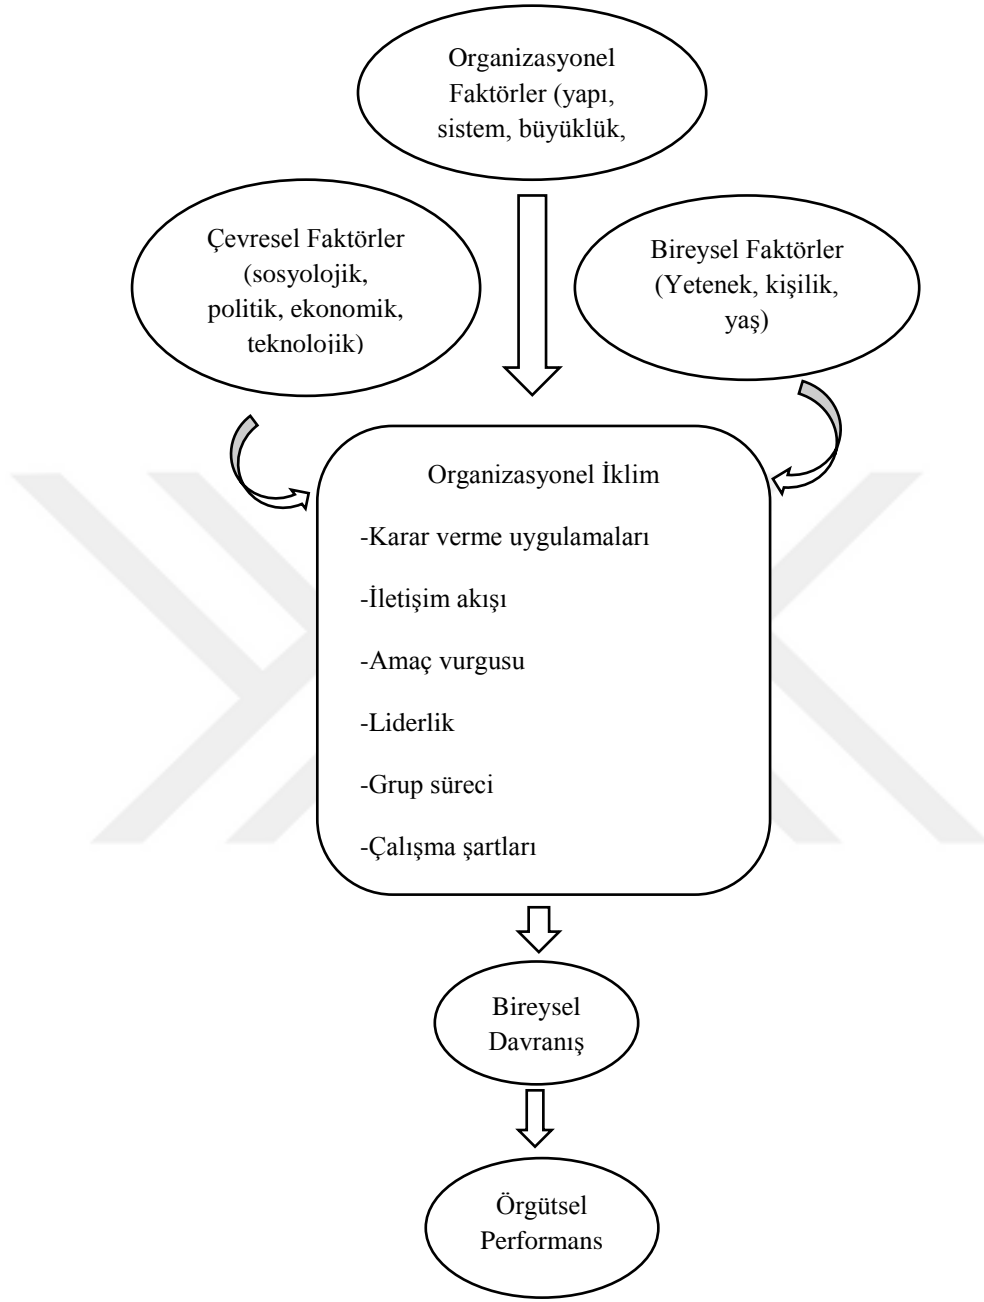 Organizasyonel
Faktörler (yapı,
sistem, büyüklük,
Çevresel Faktörler
(sosyolojik,
politik, ekonomik,
teknolojik)
Bireysel Faktörler
(Yetenek, kişilik,
yaş)
Organizasyonel İklim
-Karar verme uygulamaları
-İletişim akışı
-Amaç vurgusu
-Liderlik
-Grup süreci
-Çalışma şartları
Bireysel
Davranış
Örgütsel
Performans